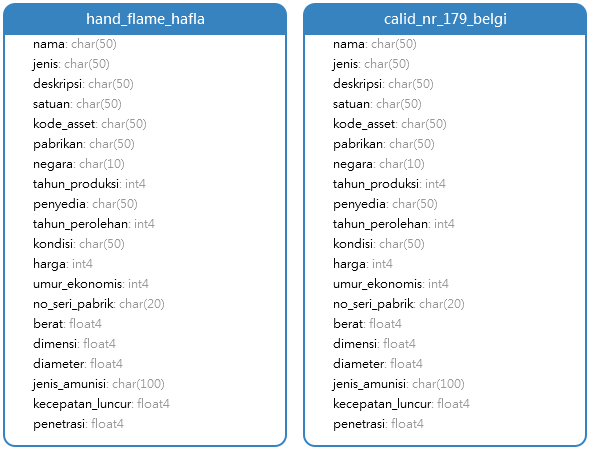 hand_flame_hafla
nama: char(50)
jenis: char(50)
deskripsi: char(50)
satuan: char(50)
kode_asset: char(50)
pabrikan: char(50)
negara: char(10)
tahun_produksi: int4
penyedia: char(50)
tahun_perolehan: int4
kondisi: char(50)
harga: int4
umur_ekonomis: int4
no_seri_pabrik: char(20)
berat: float4
dimensi: float4
diameter: float4
jenis_amunisi: char(100)
kecepatan_luncur: float4
penetrasi: float4
calid_nr_179_belgi
nama: char(50)
jenis: char(50)
deskripsi: char(50)
satuan: char(50)
kode_asset: char(50)
pabrikan: char(50)
negara: char(10)
tahun_produksi: int4
penyedia: char(50)
tahun_perolehan: int4
kondisi: char(50)
harga: int4
umur_ekonomis: int4
no_seri_pabrik: char(20)
berat: float4
dimensi: float4
diameter: float4
jenis_amunisi: char(100)
kecepatan_luncur: float4
penetrasi: float4